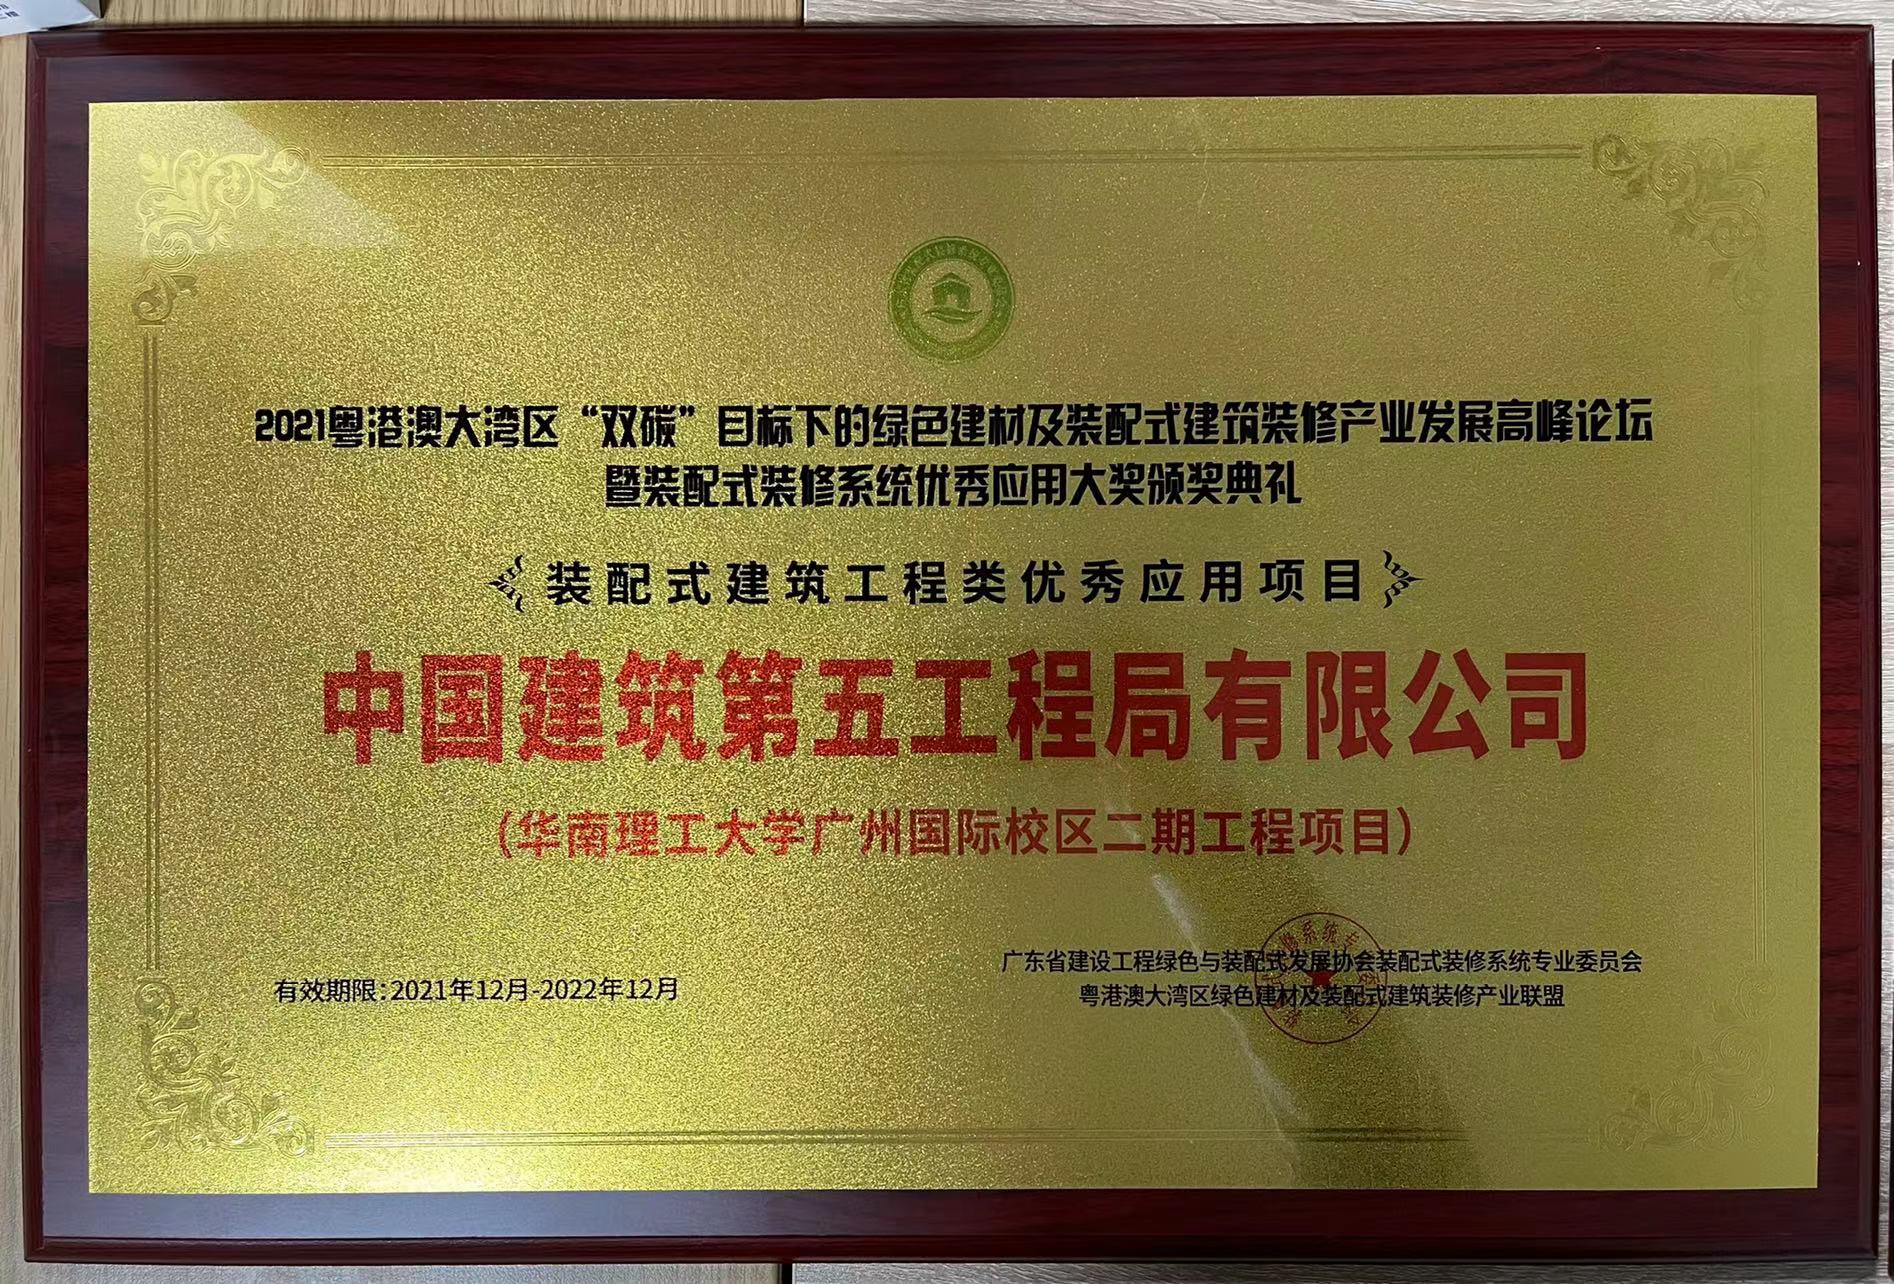 2021粤港澳大湾区“双碳”目标下的绿色建材及装配式建筑装修产业发展高峰论坛
暨装配式装修系统优秀应用大奖颁奖典礼
装配式建筑工程类优秀应用项目
中国建筑第五工程局有限公司
(华南理工大学广州国际校区二期工程项目)
有效期限:2021年12月-2022年12月
广东省建设工程绿色与装配式发展协会装配式装修系统专业委员会
粤港澳大湾区绿色建材及装配式建筑装修产业联盟